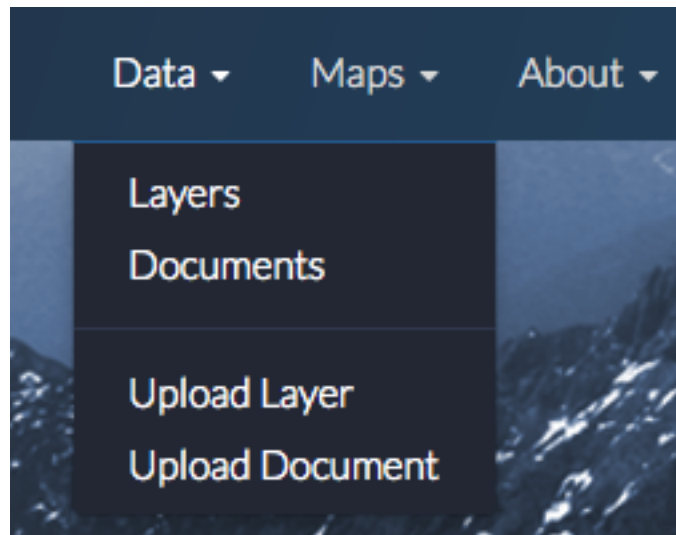 Data Maps About
Layers
Documents
Upload Layer
Upload Document